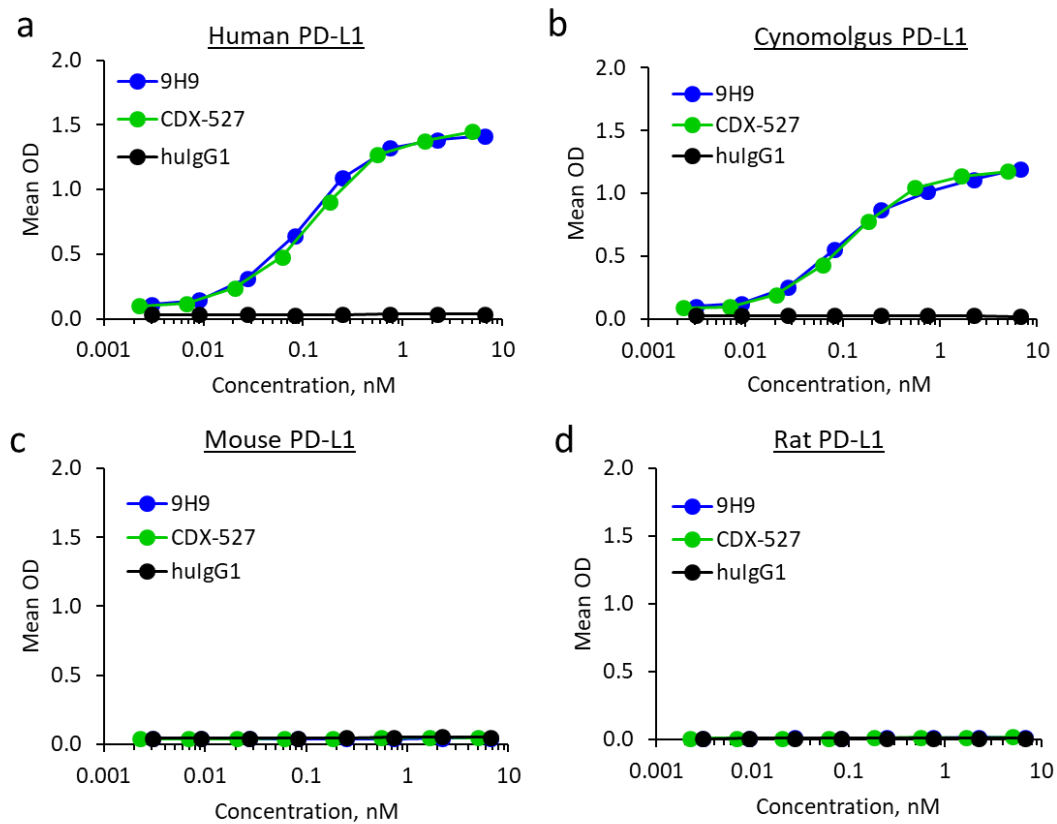 a
Human PD-L1
2.0
1.5
1.0
0.5
0.0
Mean OD
9H9
CDX-527
huIgG1
0.001 0.01 0.1 1 10
Concentration, nM
b
Cynomolgus PD-L1
2.0
1.5
1.0
0.5
0.0
Mean OD
9H9
CDX-527
huIgG1
0.001 0.01 0.1 1 10
Concentration, nM
c
Mouse PD-L1
2.0
1.5
1.0
0.5
0.0
Mean OD
9H9
CDX-527
huIgG1
0.001 0.01 0.1 1 10
Concentration, nM
d
Rat PD-L1
2.0
1.5
1.0
0.5
0.0
Mean OD
9H9
CDX-527
huIgG1
0.001 0.01 0.1 1 10
Concentration, nM